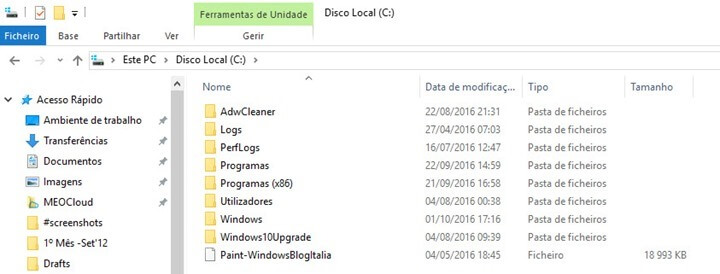 Ferramentas de Unidade Disco Local (C:)
Ficheiro Base Partilhar Ver Gerir
Este PC Disco Local (C:)
Nome Data de modificaç... Tipo Tamanho
Acesso Rápido
Ambiente de trabalho
Transferências
Documentos
Imagens
MEOCloud
#screenshots
1º Mês -Set'12
Drafts
AdwCleaner 22/08/2016 21:31 Pasta de ficheiros
Logs 27/04/2016 07:03 Pasta de ficheiros
PerfLogs 16/07/2016 12:47 Pasta de ficheiros
Programas 22/09/2016 14:59 Pasta de ficheiros
Programas (x86) 21/09/2016 16:58 Pasta de ficheiros
Utilizadores 04/08/2016 00:38 Pasta de ficheiros
Windows 01/10/2016 17:16 Pasta de ficheiros
Windows10Upgrade 04/08/2016 09:39 Pasta de ficheiros
Paint-WindowsBlogItalia 04/05/2016 18:45 Ficheiro 18 993 KB